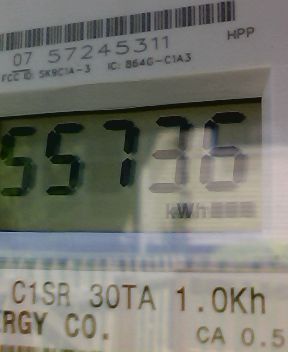 07 57245311
HPP
FCC ID: SK9C1A-3 IC: 864G-C1A3
55736
kWh
C1SR 30TA 1.0Kh
ERGY CO.
CA 0.5